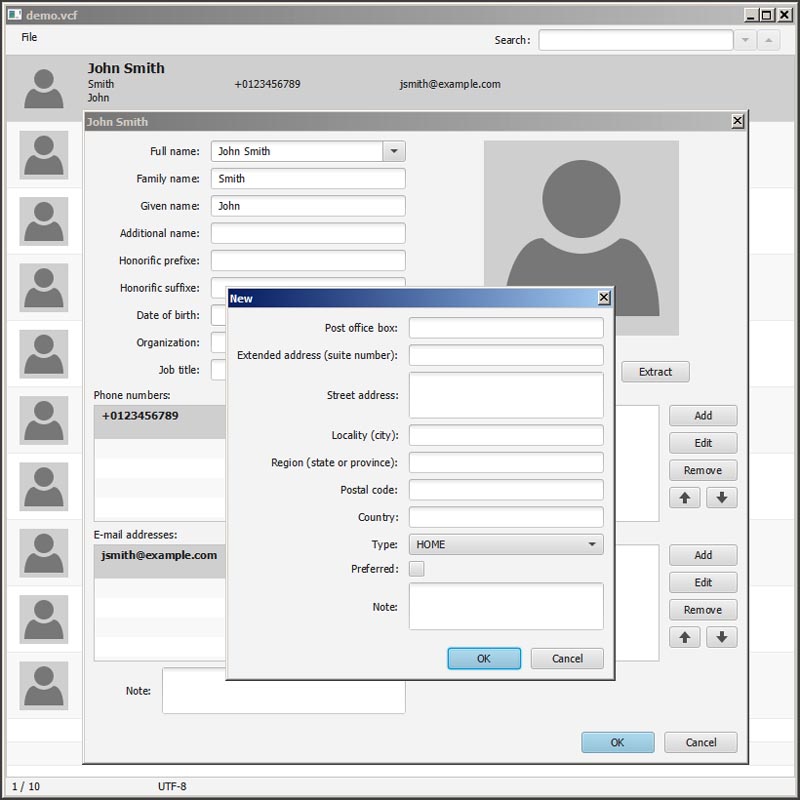 demo.vcf
File
Search:
John Smith
Smith +0123456789 jsmith@example.com
John
John Smith
Full name: John Smith
Family name: Smith
Given name: John
Additional name:
Honorific prefixe:
Honorific suffixe:
Date of birth:
Organization:
Job title:
Extract
Phone numbers:
+0123456789
Add
Edit
Remove
E-mail addresses:
jsmith@example.com
Add
Edit
Remove
Note:
OK Cancel
New
Post office box:
Extended address (suite number):
Street address:
Locality (city):
Region (state or province):
Postal code:
Country:
Type: HOME
Preferred:
Note:
OK Cancel
1 / 10 UTF-8